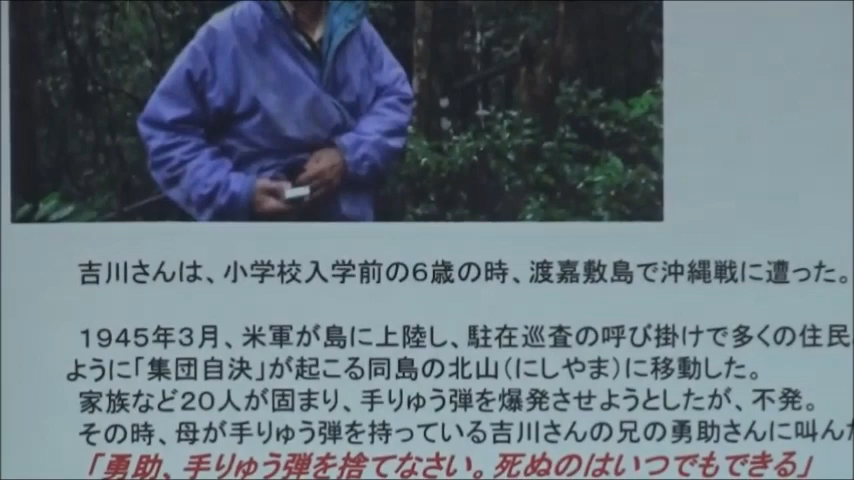 吉川さんは、小学校入学前の6歳の時、渡嘉敷島で沖縄戦に遭った。
1945年3月、米軍が島に上陸し、駐在巡査の呼び掛けで多くの住民
ように「集団自決」が起こる同島の北山(にしやま)に移動した。
家族など20人が固まり、手りゅう弾を爆発させようとしたが、不発。
その時、母が手りゅう弾を持っている吉川さんの兄の勇助さんに叫んだ
「勇助、手りゅう弾を捨てなさい。死ぬのはいつでもできる」